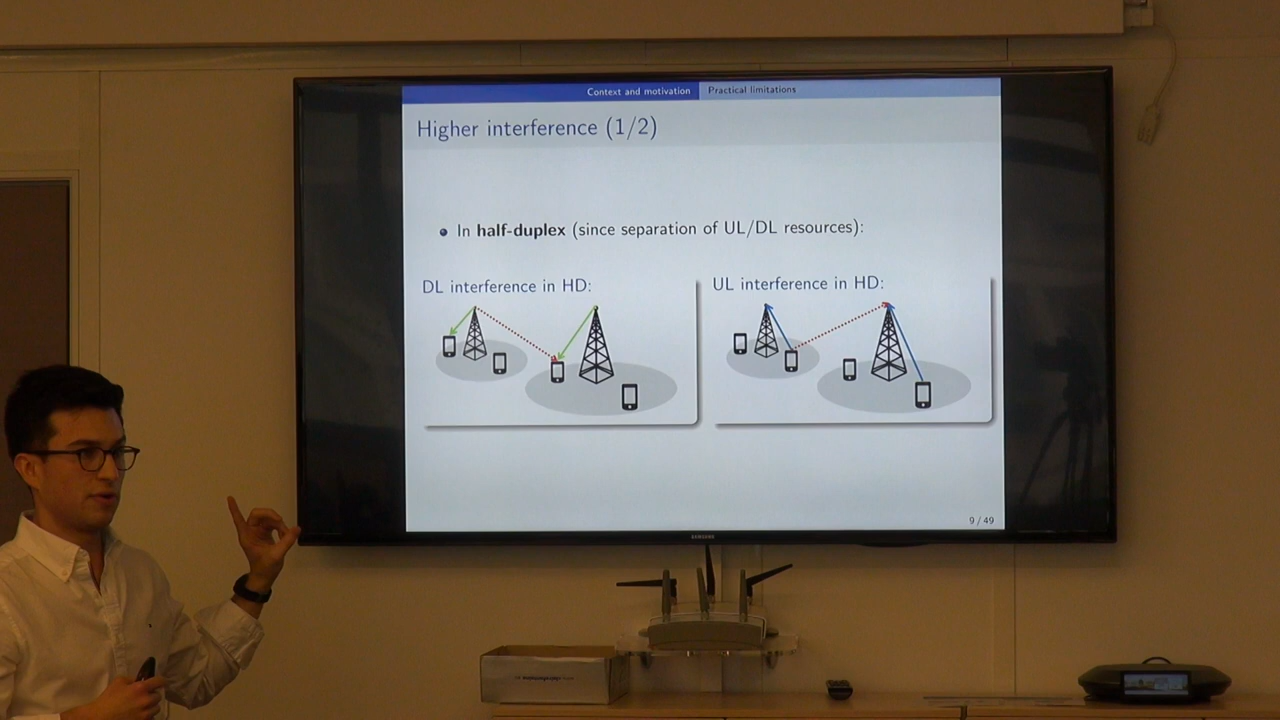 Context and motivation Practical limitations
Higher interference (1/2)
In half-duplex (since separation of UL/DL resources):
DL interference in HD:
UL interference in HD:
9 / 49
SAMSUNG